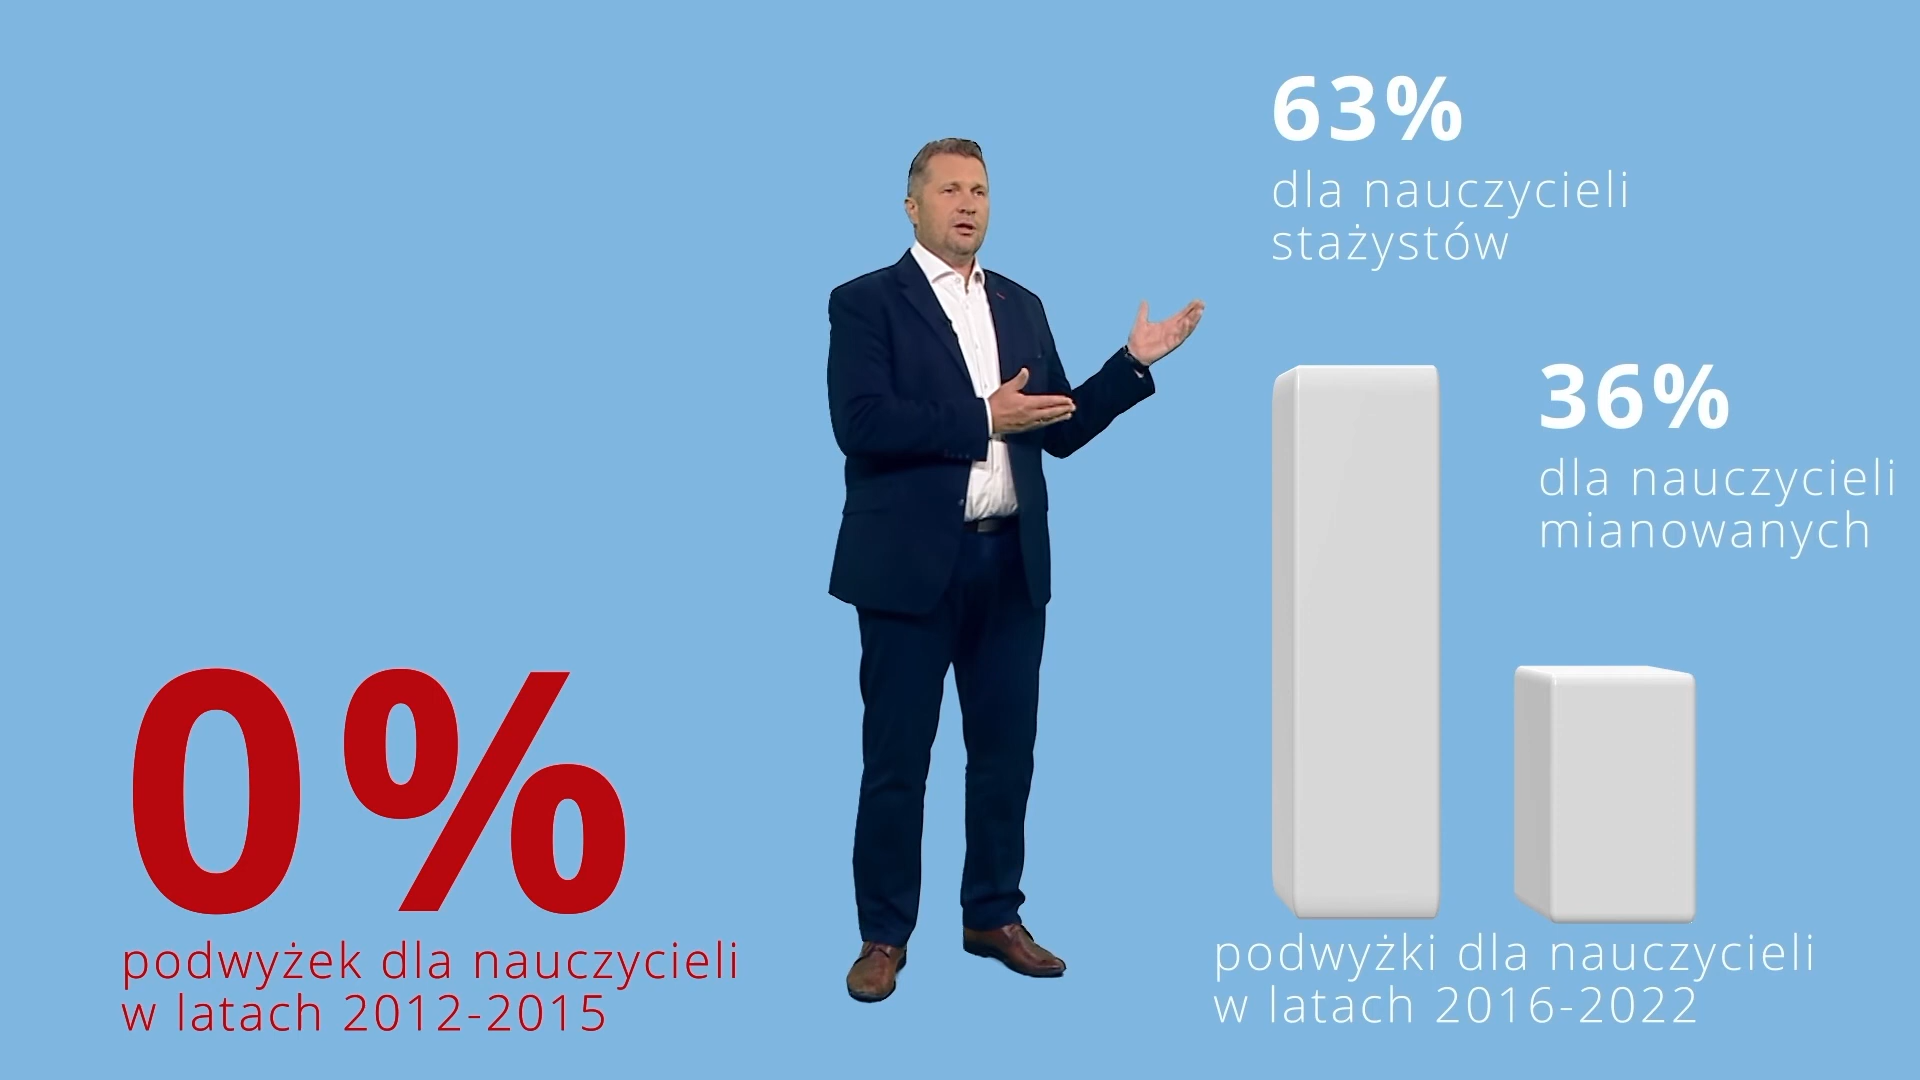 63%
dla nauczycieli
stażystów
36%
dla nauczycieli
mianowanych
0%
podwyżek dla nauczycieli
w latach 2012-2015
podwyżki dla nauczycieli
w latach 2016-2022